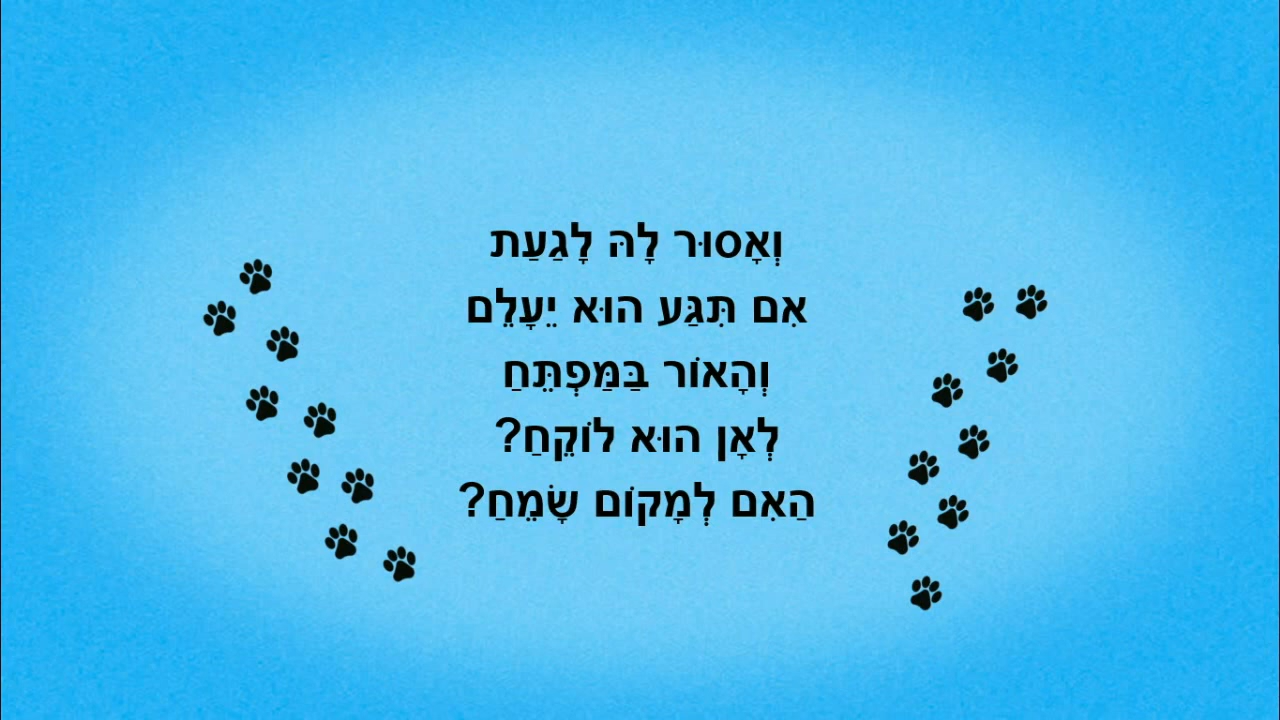 וְאָסוּר לָהּ לָגַעַת
אִם תִּגַּע הוּא יֵעָלֵם
וְהָאוֹר בַּמַּפְתֵּחַ
לְאָן הוּא לוֹקֵחַ?
הַאִם לְמָקוֹם שָׂמֵחַ?